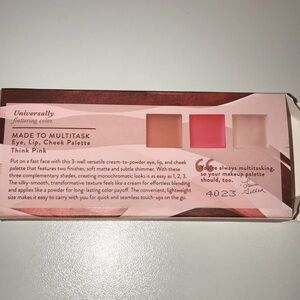 Universally
flattering color.
MADE TO MULTITASK
Eye, Lip, Cheek Palette
Think Pink
Put on a fast face with this 3-well versatile cream-to-powder eye, lip, and cheek
palette that features two finishes, soft matte and subtle shimmer. With these
three complementary shades, creating monochromatic looks is as easy as 1, 2, 3.
The silky-smooth, transformative texture feels like a cream for effortless blending
and applies like a powder for long-lasting color payoff. The convenient, lightweight
size makes it easy to carry with you for quick and seamless touch-ups on the go.
always multitasking,
so your makeup palette
should, too.
4023